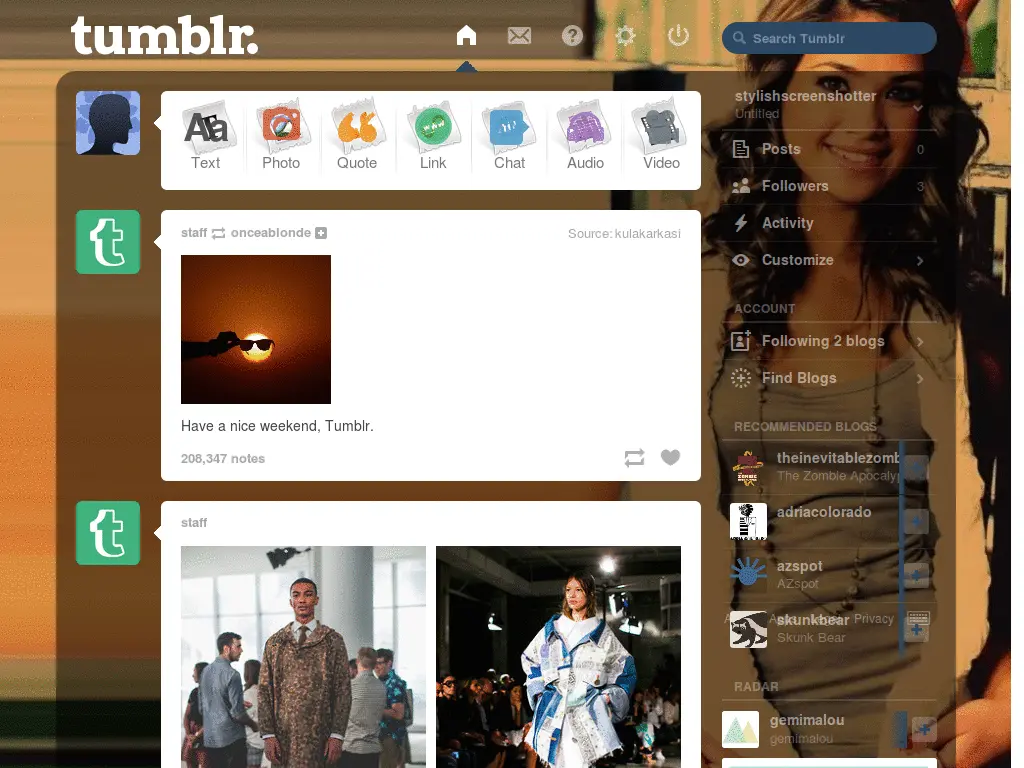 tumblr.
Search Tumblr
Text Photo Quote Link Chat Audio Video
stylishscreenshotter
Untitled
Posts 0
Followers 3
Activity
Customize
ACCOUNT
Following 2 blogs
Find Blogs
RECOMMENDED BLOGS
theinevitablezomb
The Zombie Apocaly
adriacolorado
azspot
AZspot
skunkbear
Skunk Bear
Privacy
RADAR
gemimalou
gemimalou
staff onceablonde
Source: kulakarkasi
Have a nice weekend, Tumblr.
208,347 notes
staff